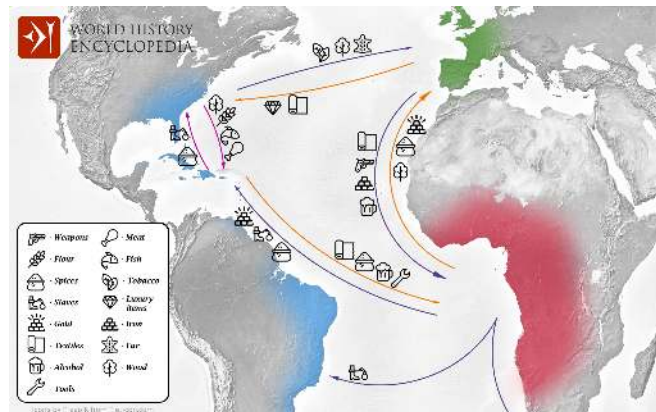 WORLD HISTORY
ENCYCLOPEDIA
- Weapons
- Flour
- Spices
- Slaves
- Gold
- Textiles
- Alcohol
- Tools
- Meat
- Fish
- Tobacco
- Luxury
items
- Iron
- Fur
- Wood